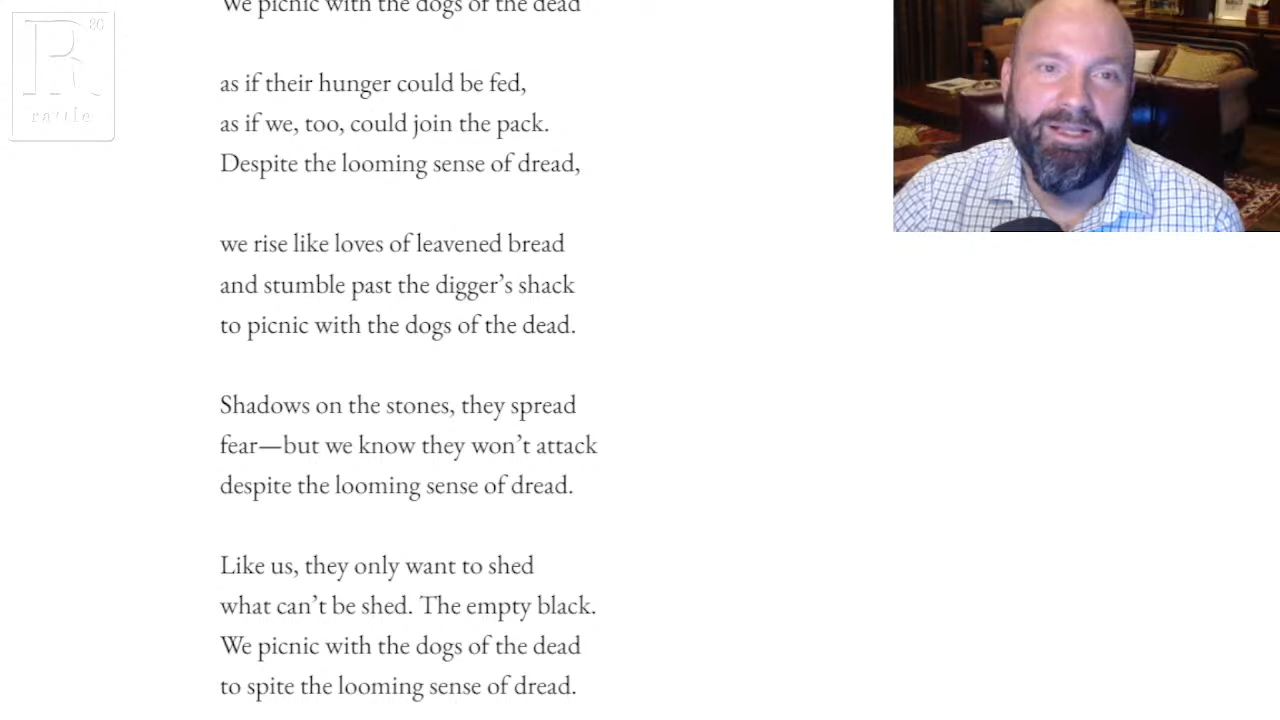 We picnic with the dogs of the dead
R
80
rattle
as if their hunger could be fed,
as if we, too, could join the pack.
Despite the looming sense of dread,
we rise like loves of leavened bread
and stumble past the digger’s shack
to picnic with the dogs of the dead.
Shadows on the stones, they spread
fear—but we know they won’t attack
despite the looming sense of dread.
Like us, they only want to shed
what can’t be shed. The empty black.
We picnic with the dogs of the dead
to spite the looming sense of dread.